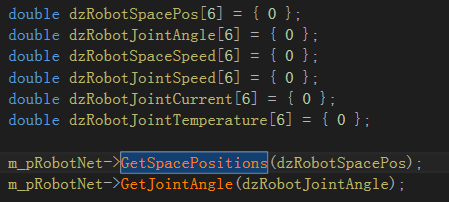 double dzRobotSpacePos[6] = { 0 };
double dzRobotJointAngle[6] = { 0 };
double dzRobotSpaceSpeed[6] = { 0 };
double dzRobotJointSpeed[6] = { 0 };
double dzRobotJointCurrent[6] = { 0 };
double dzRobotJointTemperature[6] = { 0 };
m_pRobotNet->GetSpacePositions(dzRobotSpacePos);
m_pRobotNet->GetJointAngle(dzRobotJointAngle);